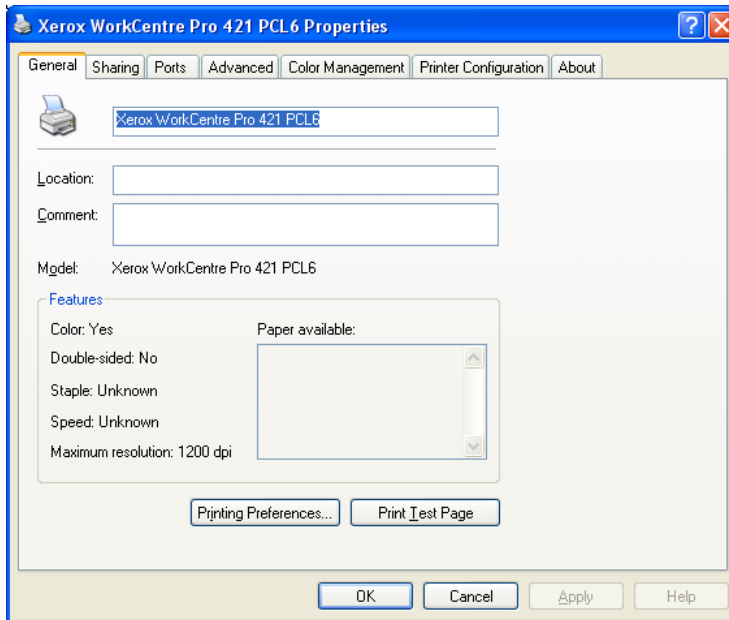 Xerox WorkCentre Pro 421 PCL6 Properties
General Sharing Ports Advanced Color Management Printer Configuration About
Xerox WorkCentre Pro 421 PCL6
Location:
Comment:
Model: Xerox WorkCentre Pro 421 PCL6
Features
Color: Yes Paper available:
Double-sided: No
Staple: Unknown
Speed: Unknown
Maximum resolution: 1200 dpi
Printing Preferences... Print Test Page
OK Cancel Apply Help